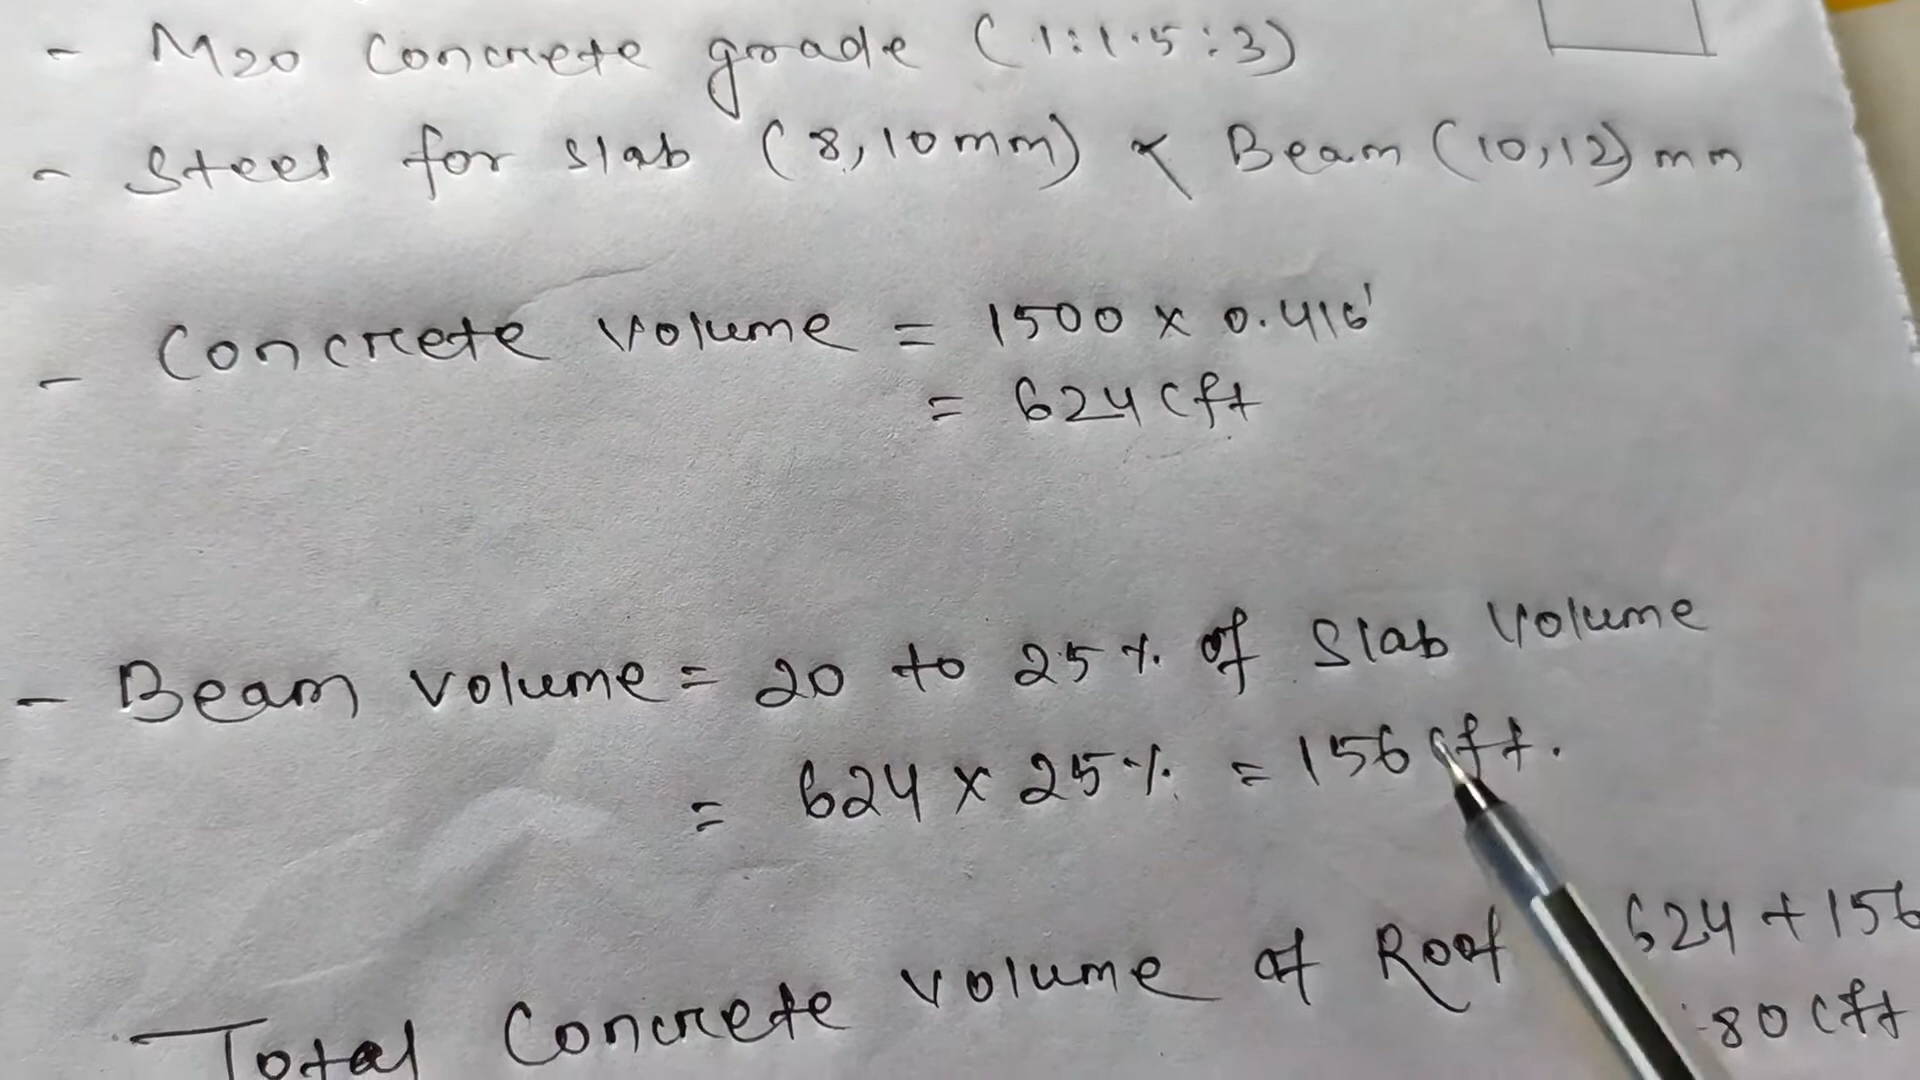 - M20 Concrete grade (1:1.5:3)
- Steel for slab (8,10mm) & Beam (10,12) mm
- Concrete Volume = 1500 x 0.416'
= 624 cft
- Beam volume = 20 to 25% of Slab Volume
= 624 x 25% = 156 cft.
Total Concrete volume of Roof 624 + 156
80 cft